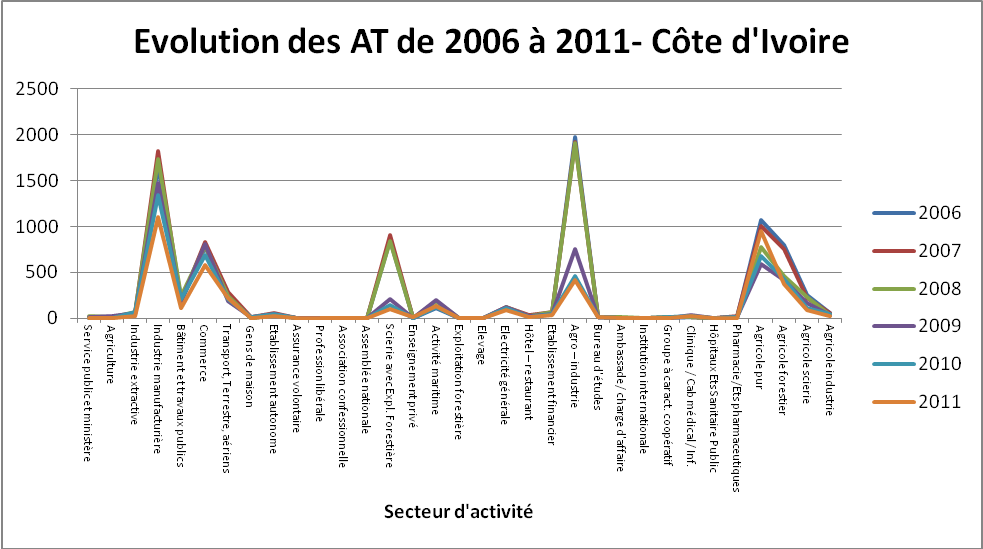 Evolution des AT de 2006 à 2011- Côte d'Ivoire
2500
2000
1500
1000
500
0
2006
2007
2008
2009
2010
2011
Service public et ministère
Agriculture
Industrie extractive
Industrie manufacturière
Bâtiment et travaux publics
Commerce
Transport, Terrestre, aériens
Gens de maison
Etablissement autonome
Assurance volontaire
Profession libérale
Association confessionnelle
Assemblée nationale
Scierie avec Expl. Forestière
Enseignement privé
Activité maritime
Exploitation forestière
Elevage
Electricité générale
Hôtel – restaurant
Etablissement financier
Agro – industrie
Bureau d'études
Ambassade / charge d'affaire
Institution internationale
Groupe à caract. coopératif
Clinique / Cab médical / Inf.
Hôpitaux Ets Sanitaire Public
Pharmacie/Ets pharmaceutiques
Agricole pur
Agricole forestier
Agricole scierie
Agricole industrie
Secteur d'activité